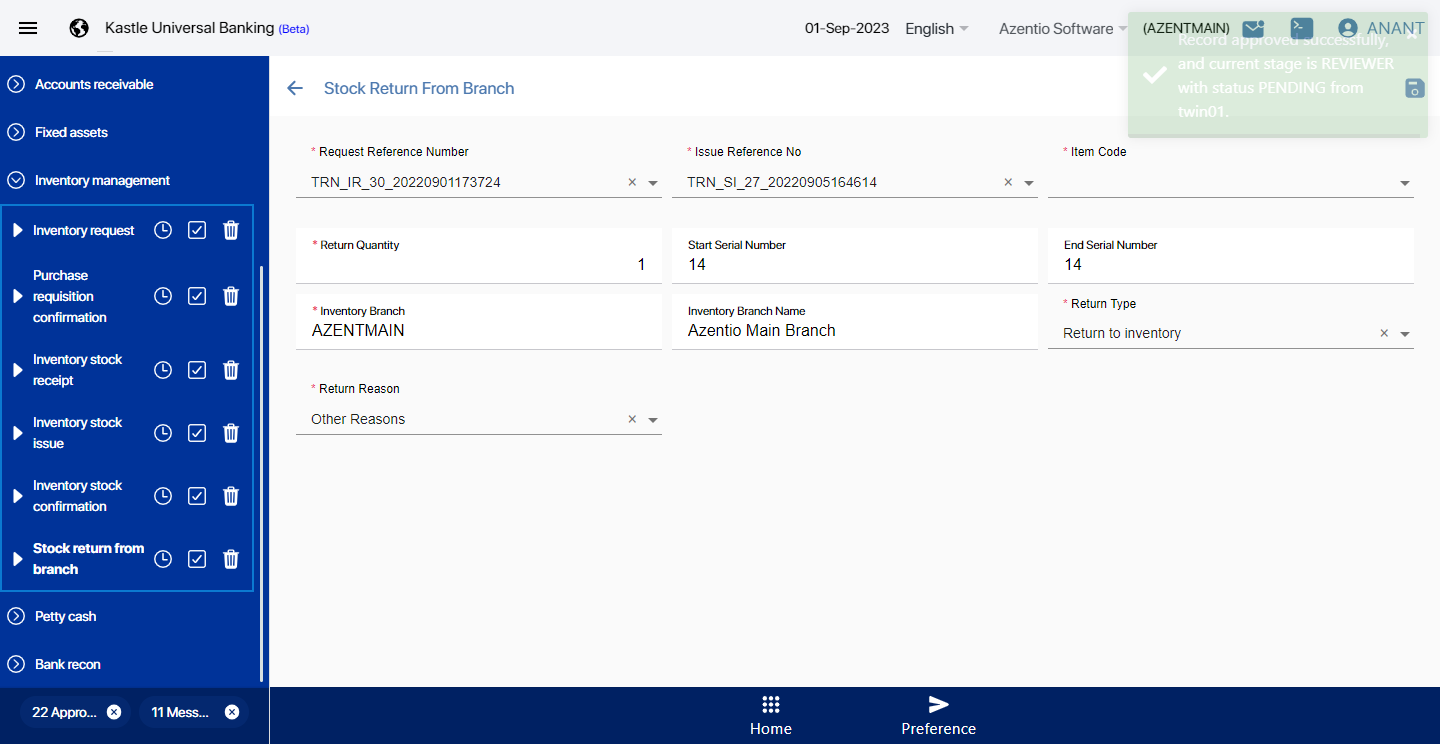 Kastle Universal Banking (Beta)
01-Sep-2023
English
Azentio Software
(AZENTMAIN)
ANANT
Record approved successfully,
and current stage is REVIEWER
with status PENDING from
twin01.
Accounts receivable
Fixed assets
Inventory management
Inventory request
Purchase
requisition
confirmation
Inventory stock
receipt
Inventory stock
issue
Inventory stock
confirmation
Stock return from
branch
Petty cash
Bank recon
22 Appro...
11 Mess...
Stock Return From Branch
* Request Reference Number
TRN_IR_30_20220901173724
* Issue Reference No
TRN_SI_27_20220905164614
* Item Code
* Return Quantity
1
Start Serial Number
14
End Serial Number
14
* Inventory Branch
AZENTMAIN
Inventory Branch Name
Azentio Main Branch
* Return Type
Return to inventory
* Return Reason
Other Reasons
Home
Preference